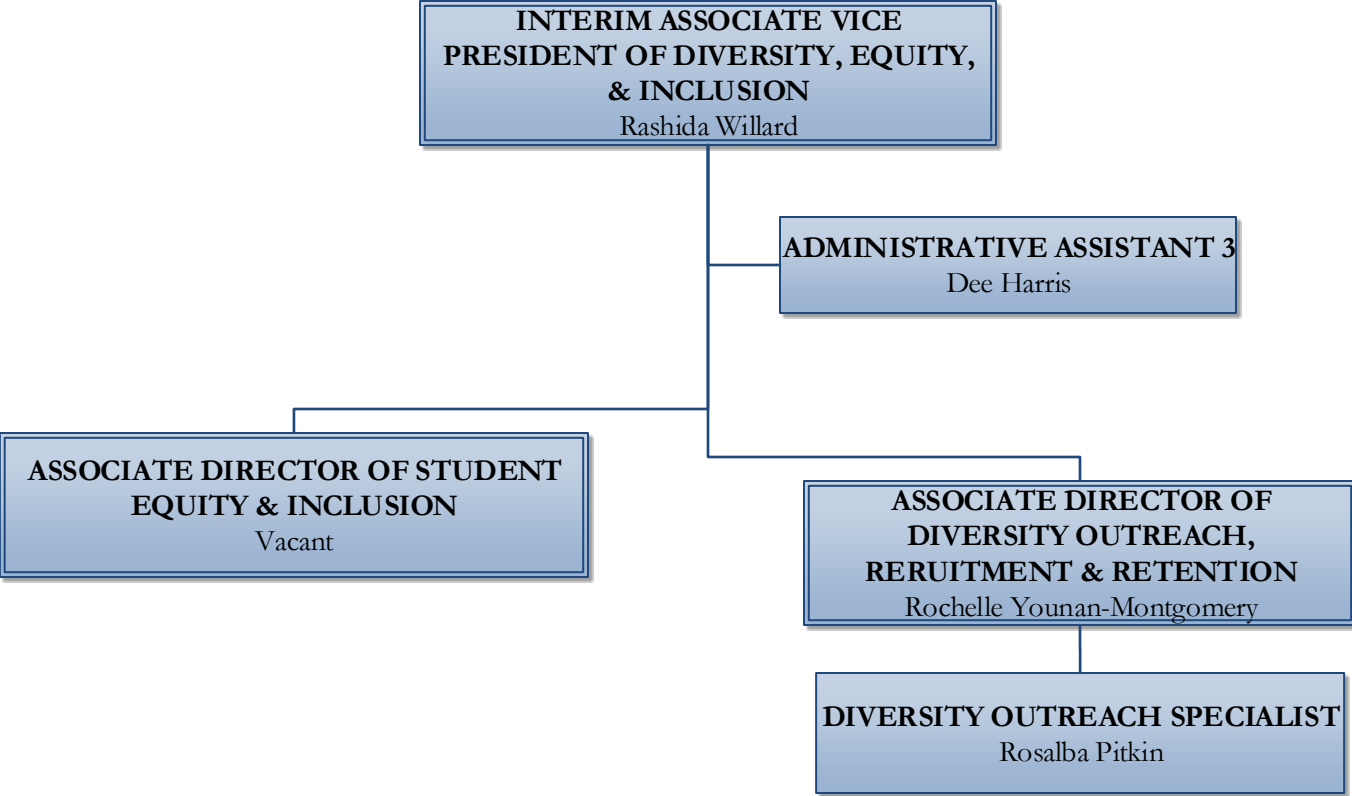 INTERIM ASSOCIATE VICE
PRESIDENT OF DIVERSITY, EQUITY,
& INCLUSION
Rashida Willard
ADMINISTRATIVE ASSISTANT 3
Dee Harris
ASSOCIATE DIRECTOR OF STUDENT
EQUITY & INCLUSION
Vacant
ASSOCIATE DIRECTOR OF
DIVERSITY OUTREACH,
RERUITMENT & RETENTION
Rochelle Younan-Montgomery
DIVERSITY OUTREACH SPECIALIST
Rosalba Pitkin